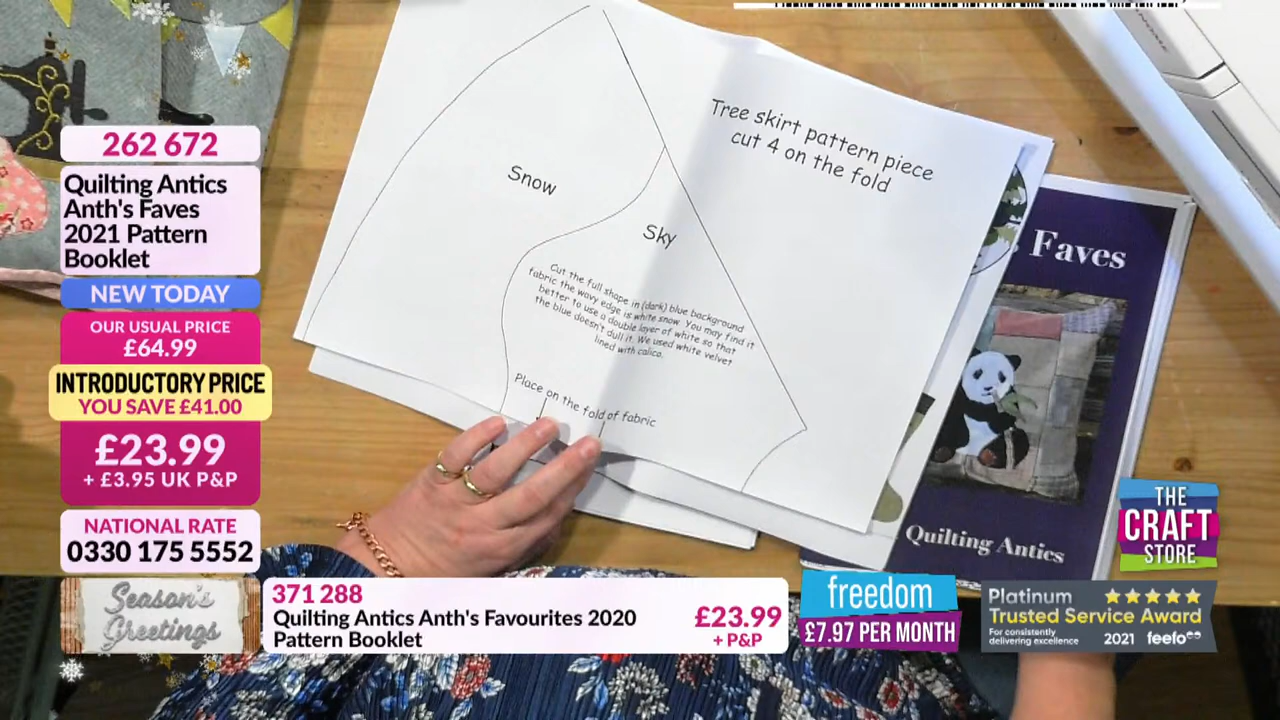 262 672
Quilting Antics
Anth's Faves
2021 Pattern
Booklet
NEW TODAY
OUR USUAL PRICE
£64.99
INTRODUCTORY PRICE
YOU SAVE £41.00
£23.99
+ £3.95 UK P&P
NATIONAL RATE
0330 175 5552
Season's
Greetings
371 288
Quilting Antics Anth's Favourites 2020
Pattern Booklet
£23.99
+ P&P
freedom
£7.97 PER MONTH
Platinum
Trusted Service Award
For consistently
delivering excellence
2021 feefo
THE
CRAFT
STORE
Tree skirt pattern piece
cut 4 on the fold
Snow
Sky
Cut the full shape in (dark) blue background
fabric the wavy edge is white snow. You may find it
better to use a double layer of white so that
the blue doesn't dull it. We used white velvet
lined with calico.
Place on the fold of fabric
Faves
Quilting Antics